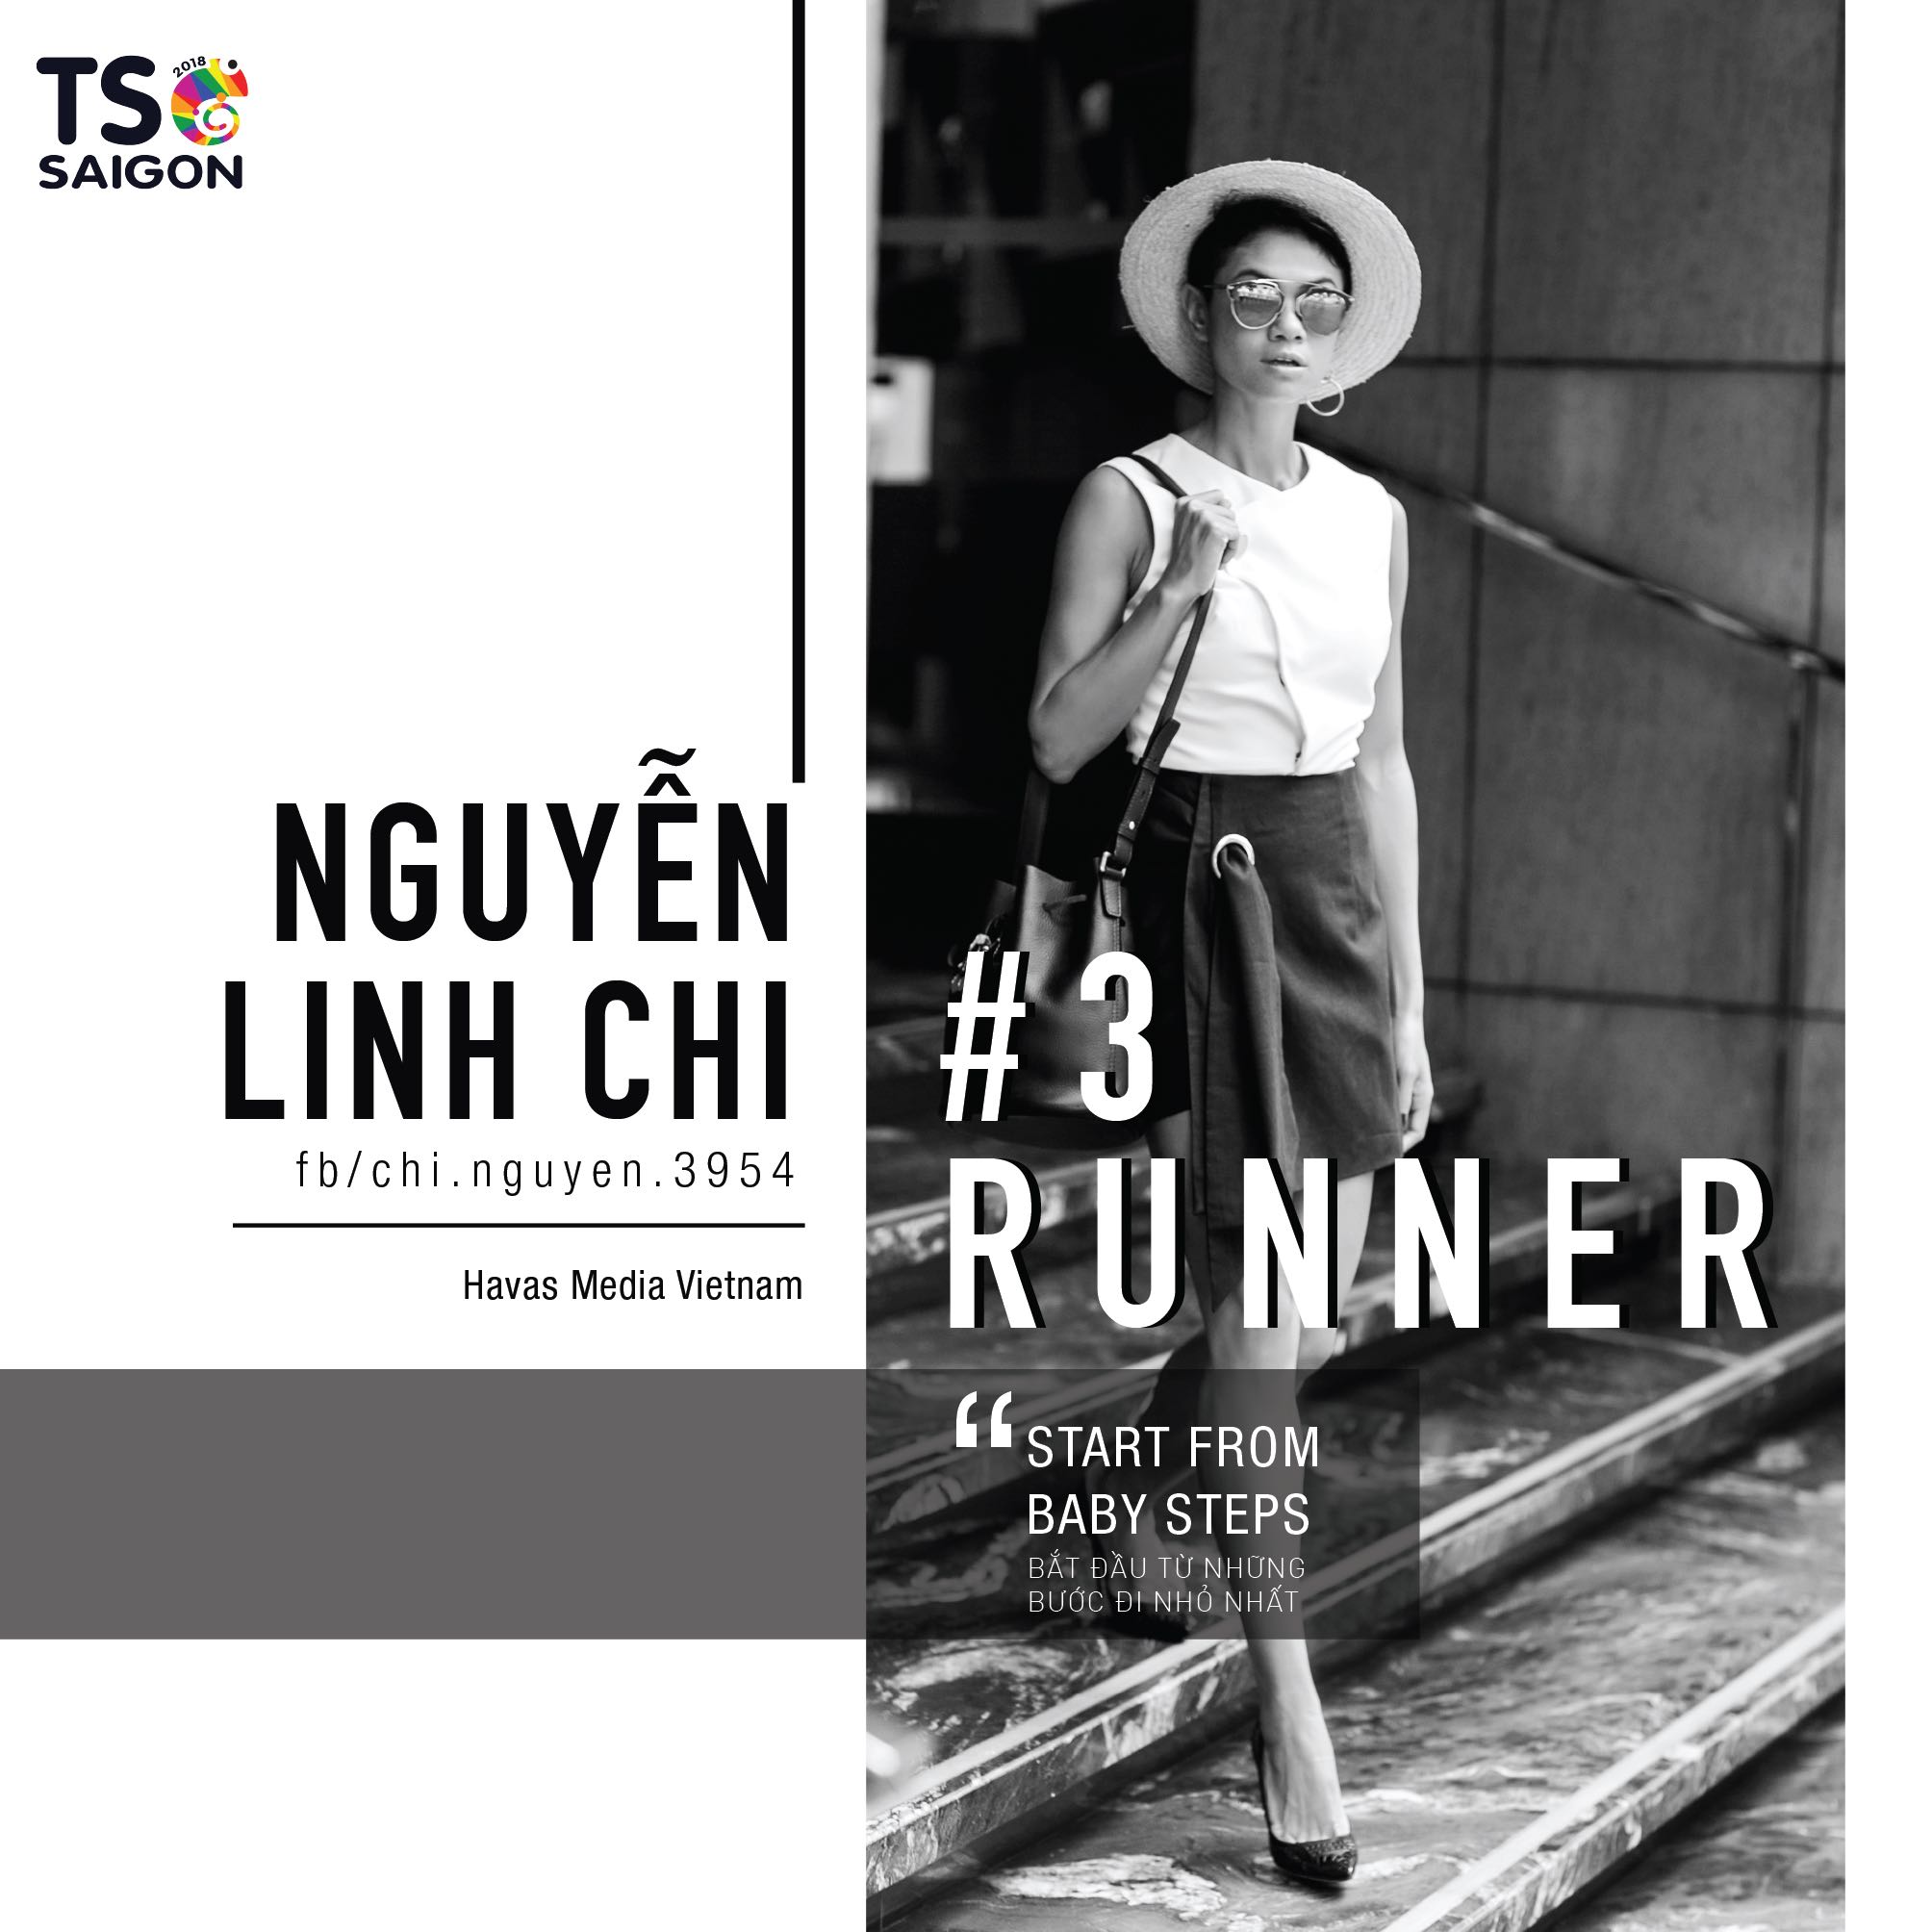 2018
TSC
SAIGON
NGUYỄN
LINH CHI
fb/chi.nguyen.3954
Havas Media Vietnam
#3
RUNNER
“ START FROM
BABY STEPS
BẮT ĐẦU TỪ NHỮNG
BƯỚC ĐI NHỎ NHẤT